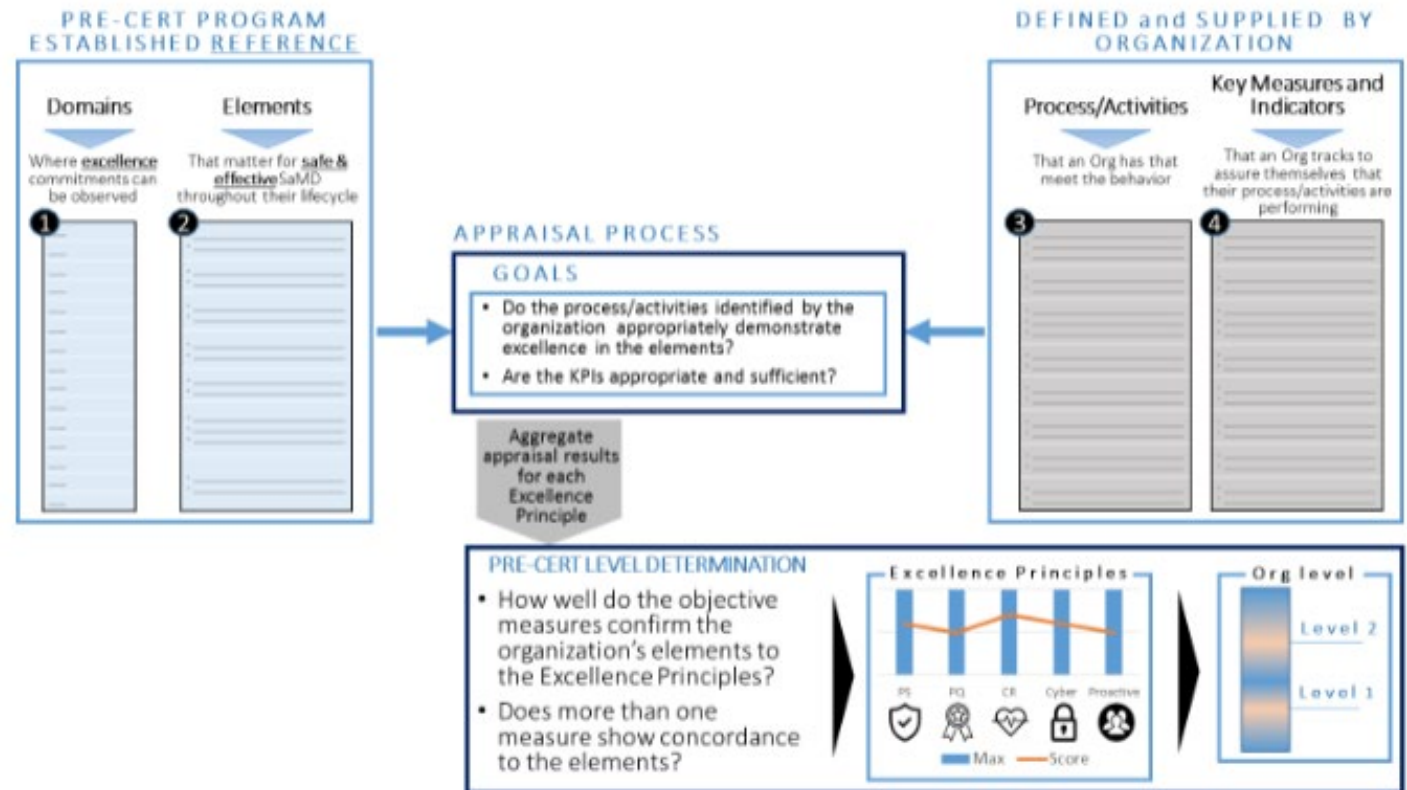 PRE-CERT PROGRAM
ESTABLISHED REFERENCE
Domains
Where excellence
commitments can
be observed
1
Elements
That matter for safe &
effective SaMD
throughout their lifecycle
2
DEFINED and SUPPLIED BY
ORGANIZATION
Process/Activities
That an Org has that
meet the behavior
3
Key Measures and
Indicators
That an Org tracks to
assure themselves that
their process/activities are
performing
4
APPRAISAL PROCESS
GOALS
• Do the process/activities identified by the
organization appropriately demonstrate
excellence in the elements?
• Are the KPIs appropriate and sufficient?
Aggregate
appraisal results
for each
Excellence
Principle
PRE-CERT LEVEL DETERMINATION
• How well do the objective
measures confirm the
organization's elements to
the Excellence Principles?
• Does more than one
measure show concordance
to the elements?
Excellence Principles
PS PQ CR Cyber Proactive
Max Score
Org level
Level 2
Level 1